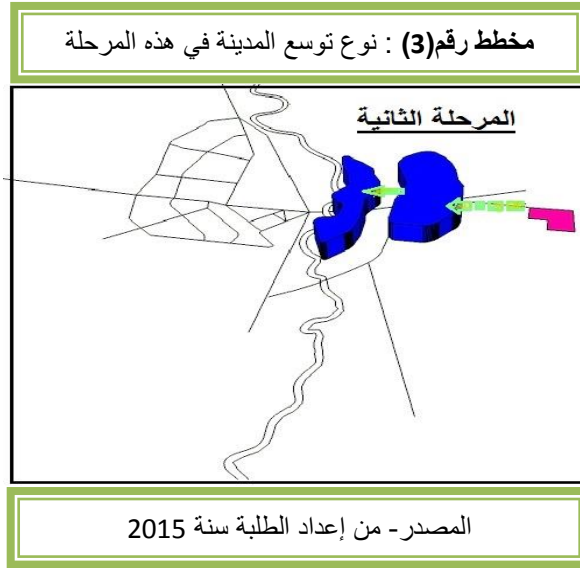 مخطط رقم(3) : نوع توسع المدينة في هذه المرحلة
المرحلة الثانية
المصدر- من إعداد الطلبة سنة 2015